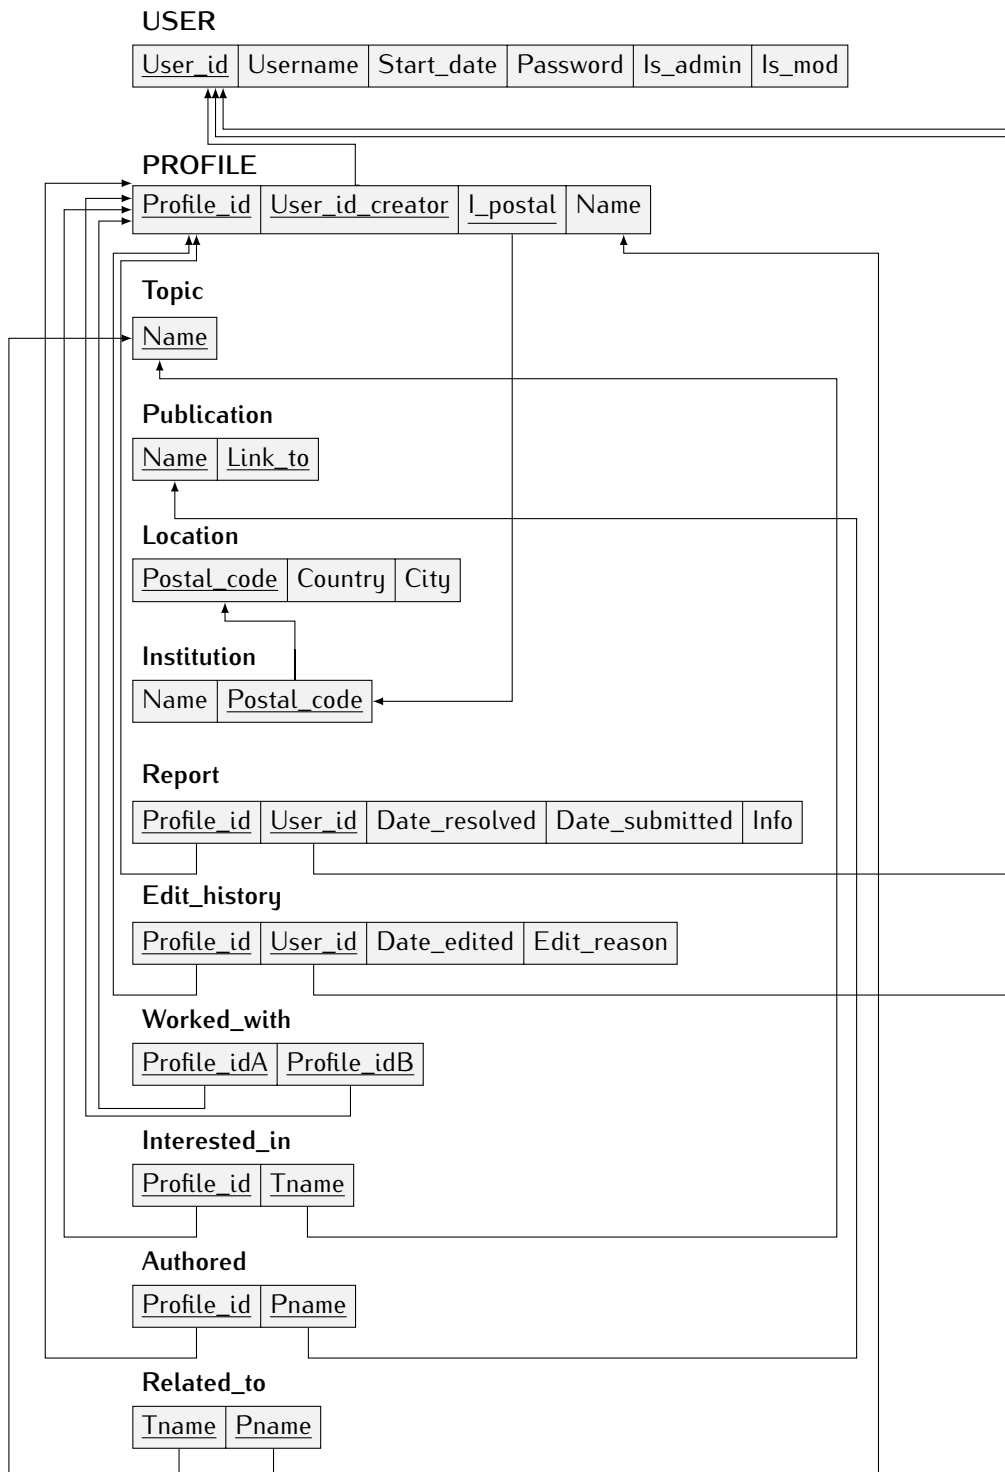 USER
User_id Username Start_date Password Is_admin Is_mod
PROFILE
Profile_id User_id_creator I_postal Name
Topic
Name
Publication
Name Link_to
Location
Postal_code Country City
Institution
Name Postal_code
Report
Profile_id User_id Date_resolved Date_submitted Info
Edit_history
Profile_id User_id Date_edited Edit_reason
Worked_with
Profile_idA Profile_idB
Interested_in
Profile_id Tname
Authored
Profile_id Pname
Related_to
Tname Pname